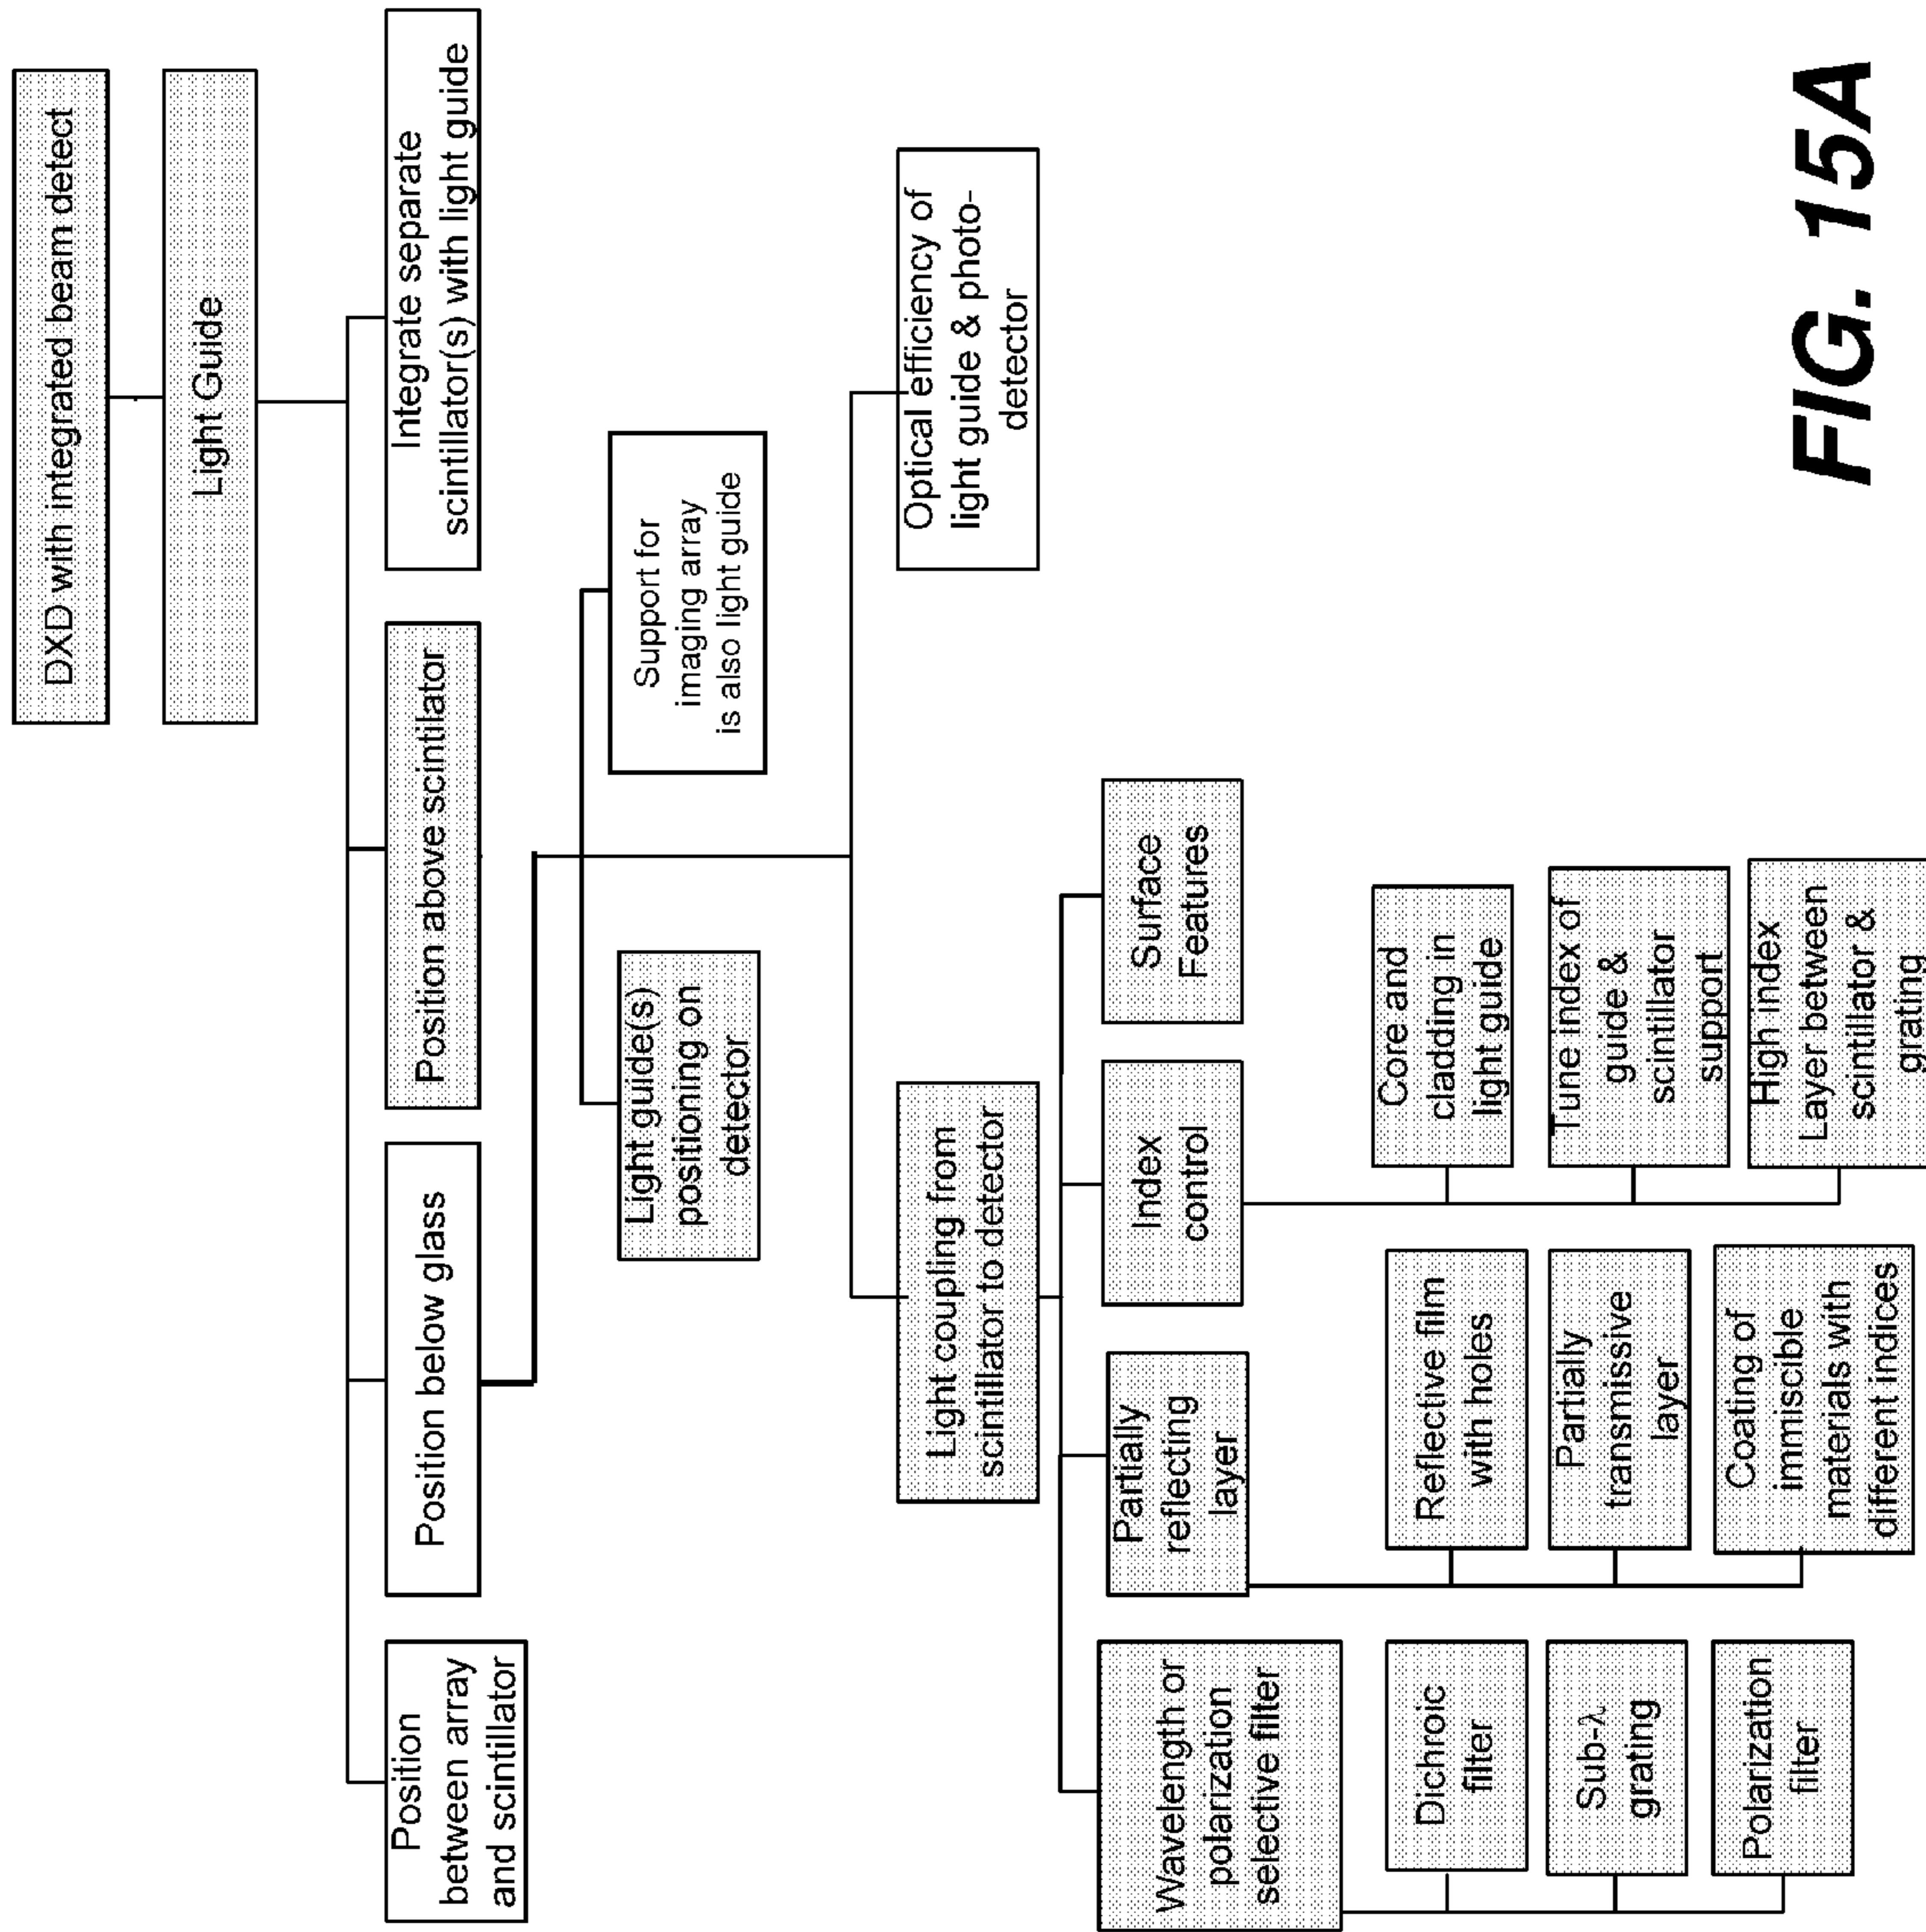 DXD with integrated beam detect
Light Guide
Position
between array
and scintillator
Position below glass
Position above scintillator
Integrate separate
scintillator(s) with light guide
Light guide(s)
positioning on
detector
Support for
imaging array
is also light guide
Light coupling from
scintillator to detector
Optical efficiency of
light guide & photo-
detector
Wavelength or
polarization
selective filter
Partially
reflecting
layer
Index
control
Surface
Features
Dichroic
filter
Sub-λ
grating
Polarization
filter
Reflective film
with holes
Partially
transmissive
layer
Coating of
immiscible
materials with
different indices
Core and
cladding in
light guide
Tune index of
guide &
scintillator
support
High index
Layer between
scintillator &
grating
FIG. 15A